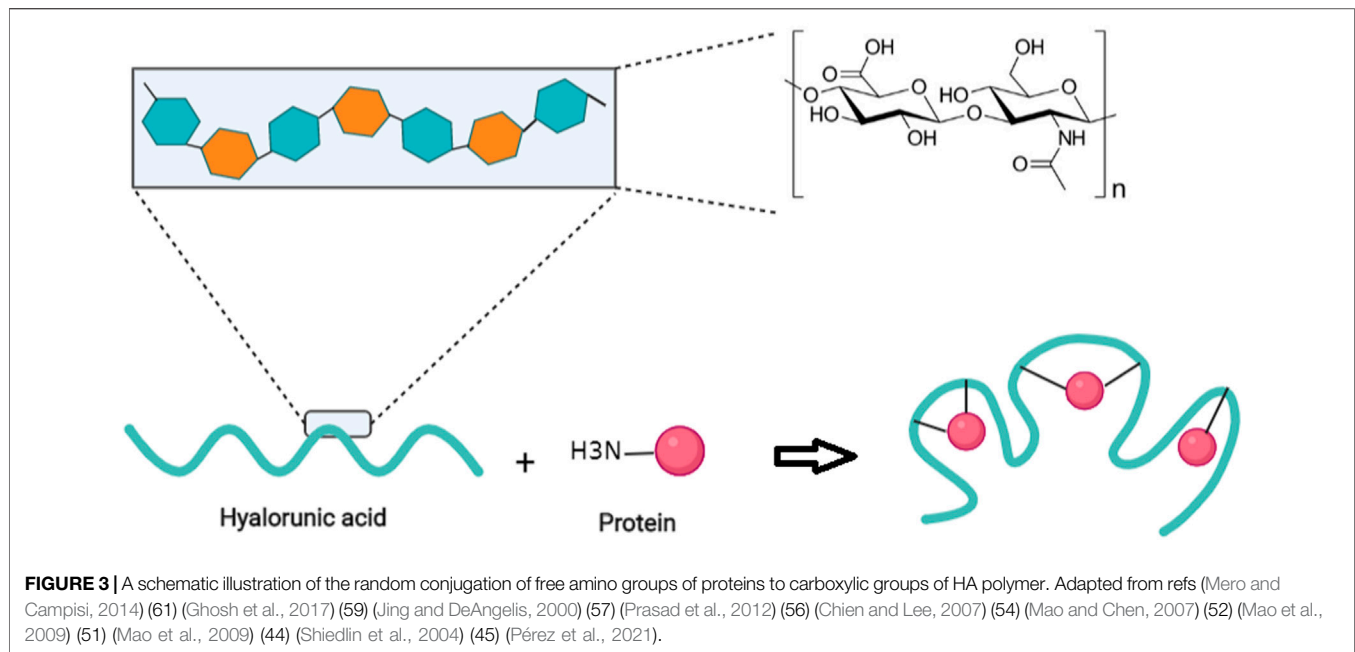 OH
OH
O
O
O
HO
O
HO
O
O
OH
NH
O
n
+
H3N
Hyalorunic acid
Protein
FIGURE 3 | A schematic illustration of the random conjugation of free amino groups of proteins to carboxylic groups of HA polymer. Adapted from refs (Mero and
Campisi, 2014) (61) (Ghosh et al., 2017) (59) (Jing and DeAngelis, 2000) (57) (Prasad et al., 2012) (56) (Chien and Lee, 2007) (54) (Mao and Chen, 2007) (52) (Mao et al.,
2009) (51) (Mao et al., 2009) (44) (Shiedlin et al., 2004) (45) (Pérez et al., 2021).